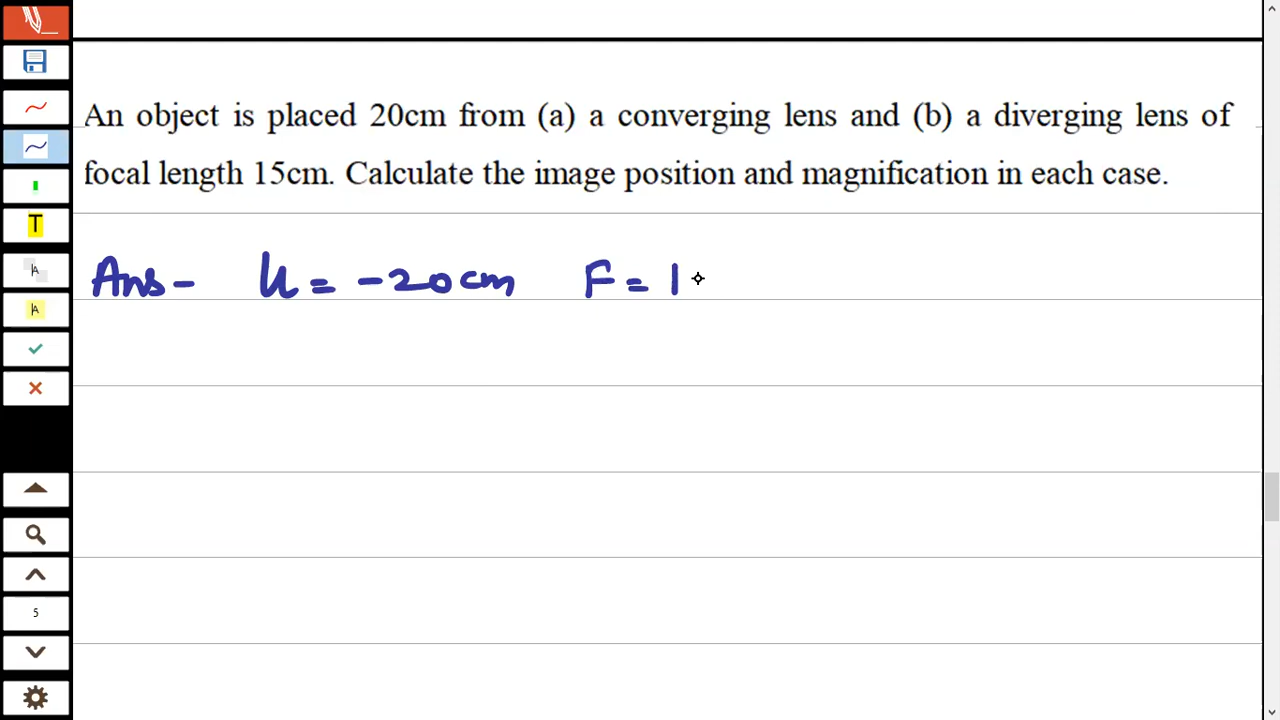 An object is placed 20cm from (a) a converging lens and (b) a diverging lens of
focal length 15cm. Calculate the image position and magnification in each case.
Ans - u = -20cm F = 1
T
A
A
5